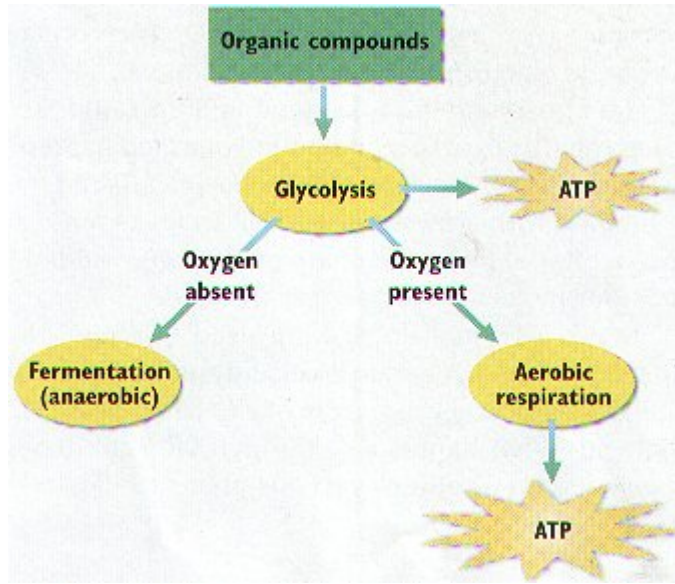 Organic compounds
Glycolysis
ATP
Oxygen
absent
Oxygen
present
Fermentation
(anaerobic)
Aerobic
respiration
ATP